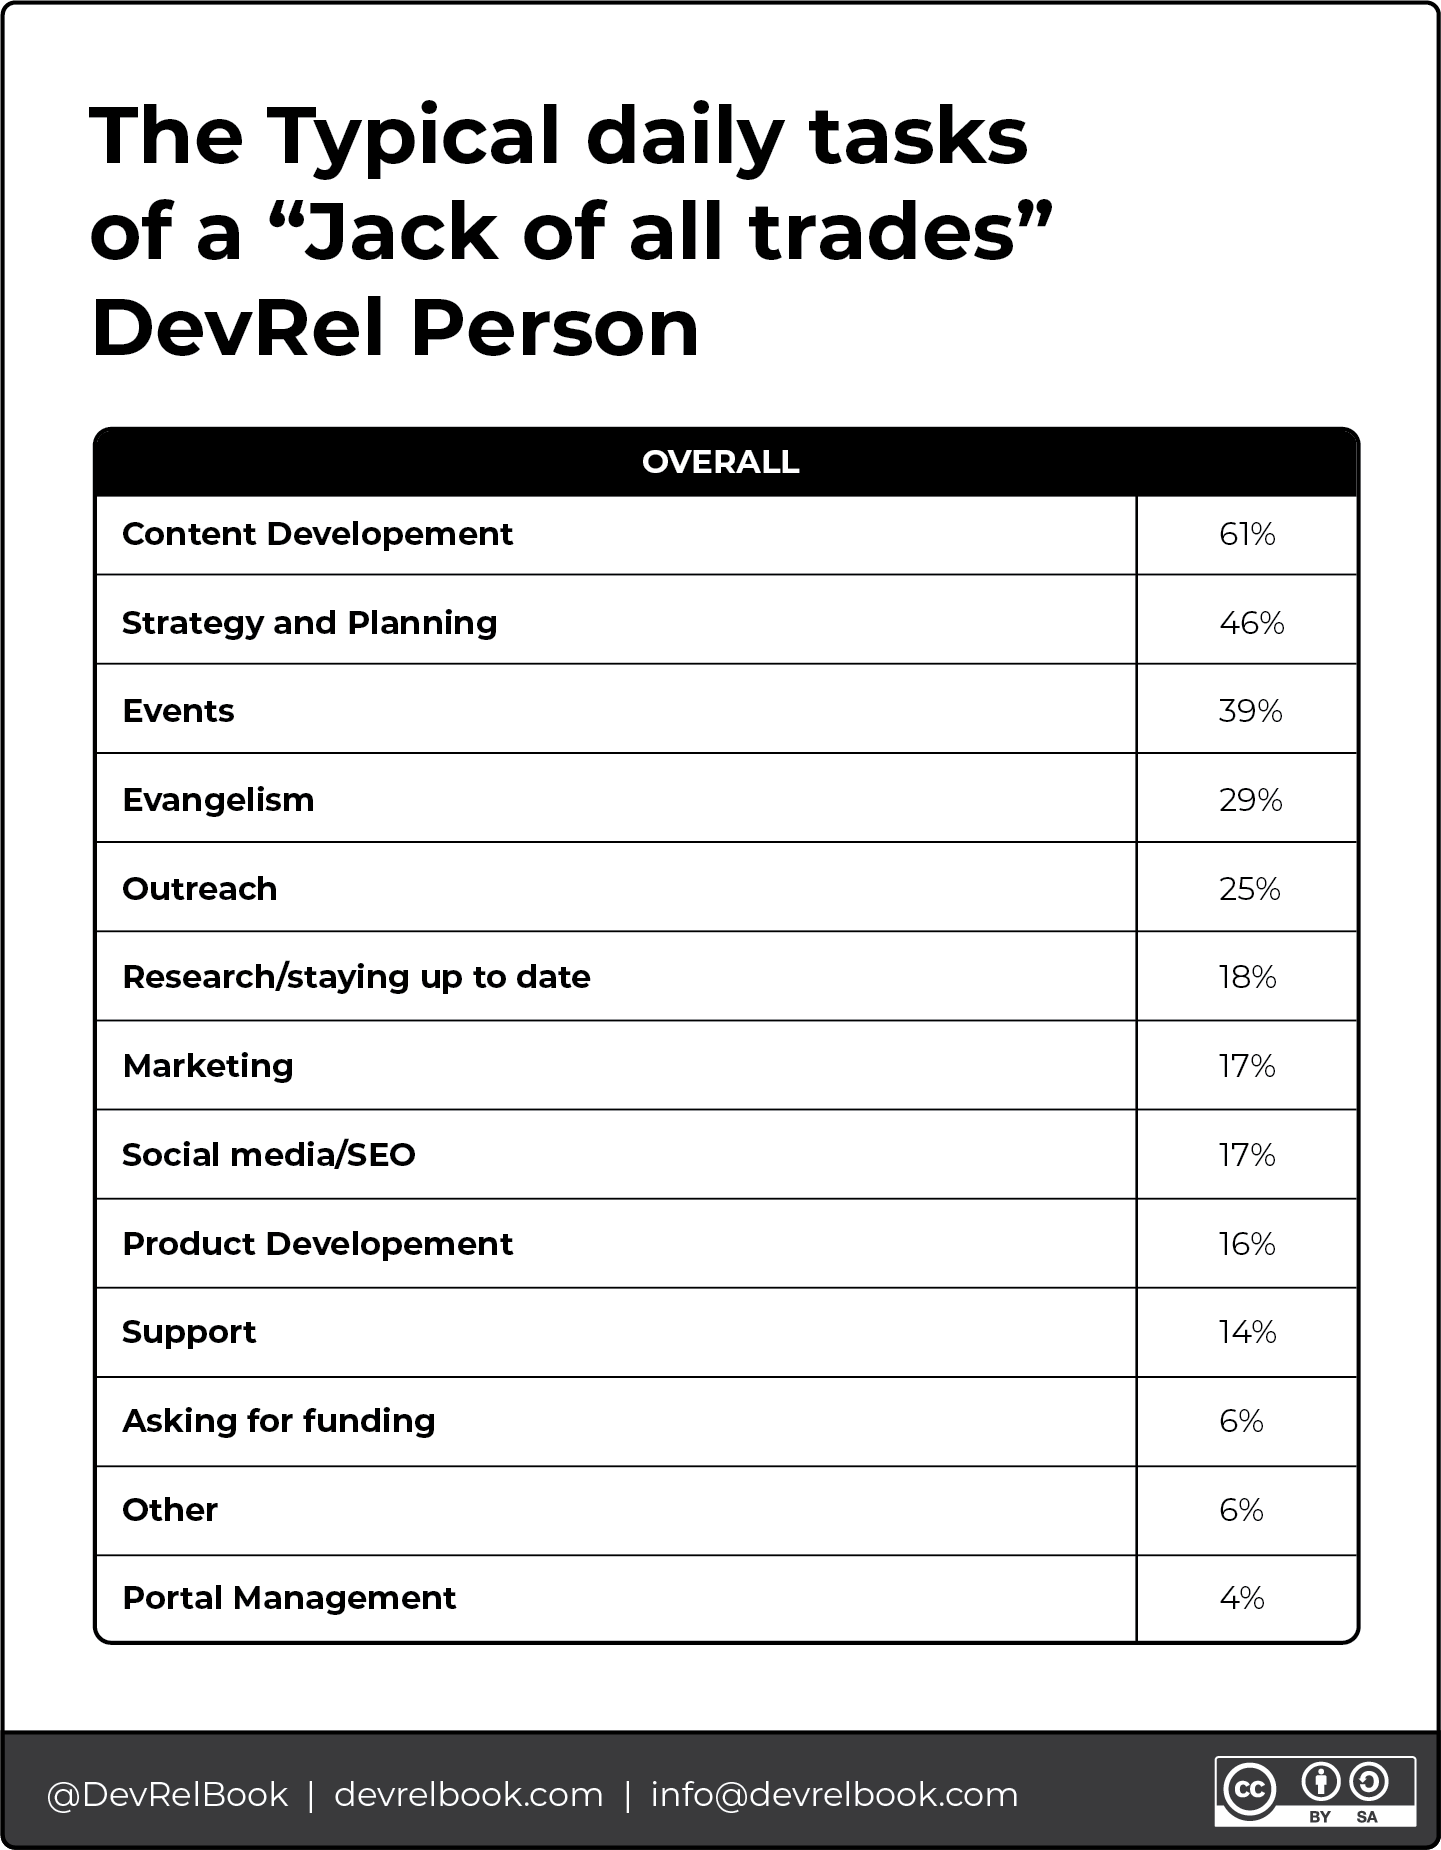 The Typical daily tasks
of a “Jack of all trades”
DevRel Person
OVERALL
Content Developement 61%
Strategy and Planning 46%
Events 39%
Evangelism 29%
Outreach 25%
Research/staying up to date 18%
Marketing 17%
Social media/SEO 17%
Product Developement 16%
Support 14%
Asking for funding 6%
Other 6%
Portal Management 4%
@DevRelBook | devrelbook.com | info@devrelbook.com
cc
BY SA